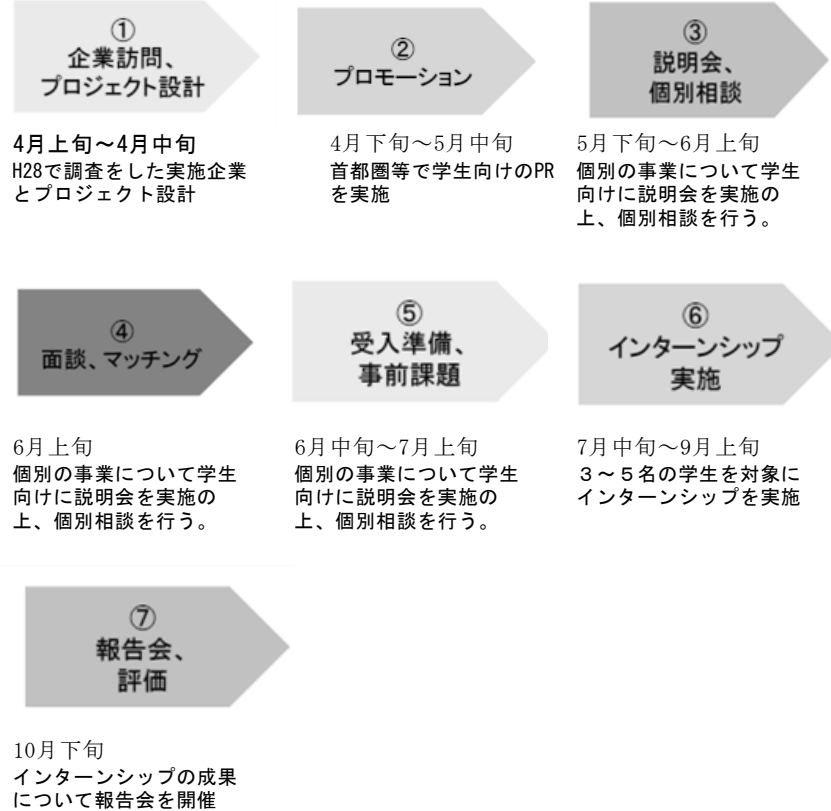 ①
企業訪問、
プロジェクト設計
4月上旬～4月中旬
H28で調査をした実施企業
とプロジェクト設計
②
プロモーション
4月下旬～5月中旬
首都圏等で学生向けのPR
を実施
③
説明会、
個別相談
5月下旬～6月上旬
個別の事業について学生
向けに説明会を実施の
上、個別相談を行う。
④
面談、マッチング
6月上旬
個別の事業について学生
向けに説明会を実施の
上、個別相談を行う。
⑤
受入準備、
事前課題
6月中旬～7月上旬
個別の事業について学生
向けに説明会を実施の
上、個別相談を行う。
⑥
インターンシップ
実施
7月中旬～9月上旬
３～５名の学生を対象に
インターンシップを実施
⑦
報告会、
評価
10月下旬
インターンシップの成果
について報告会を開催